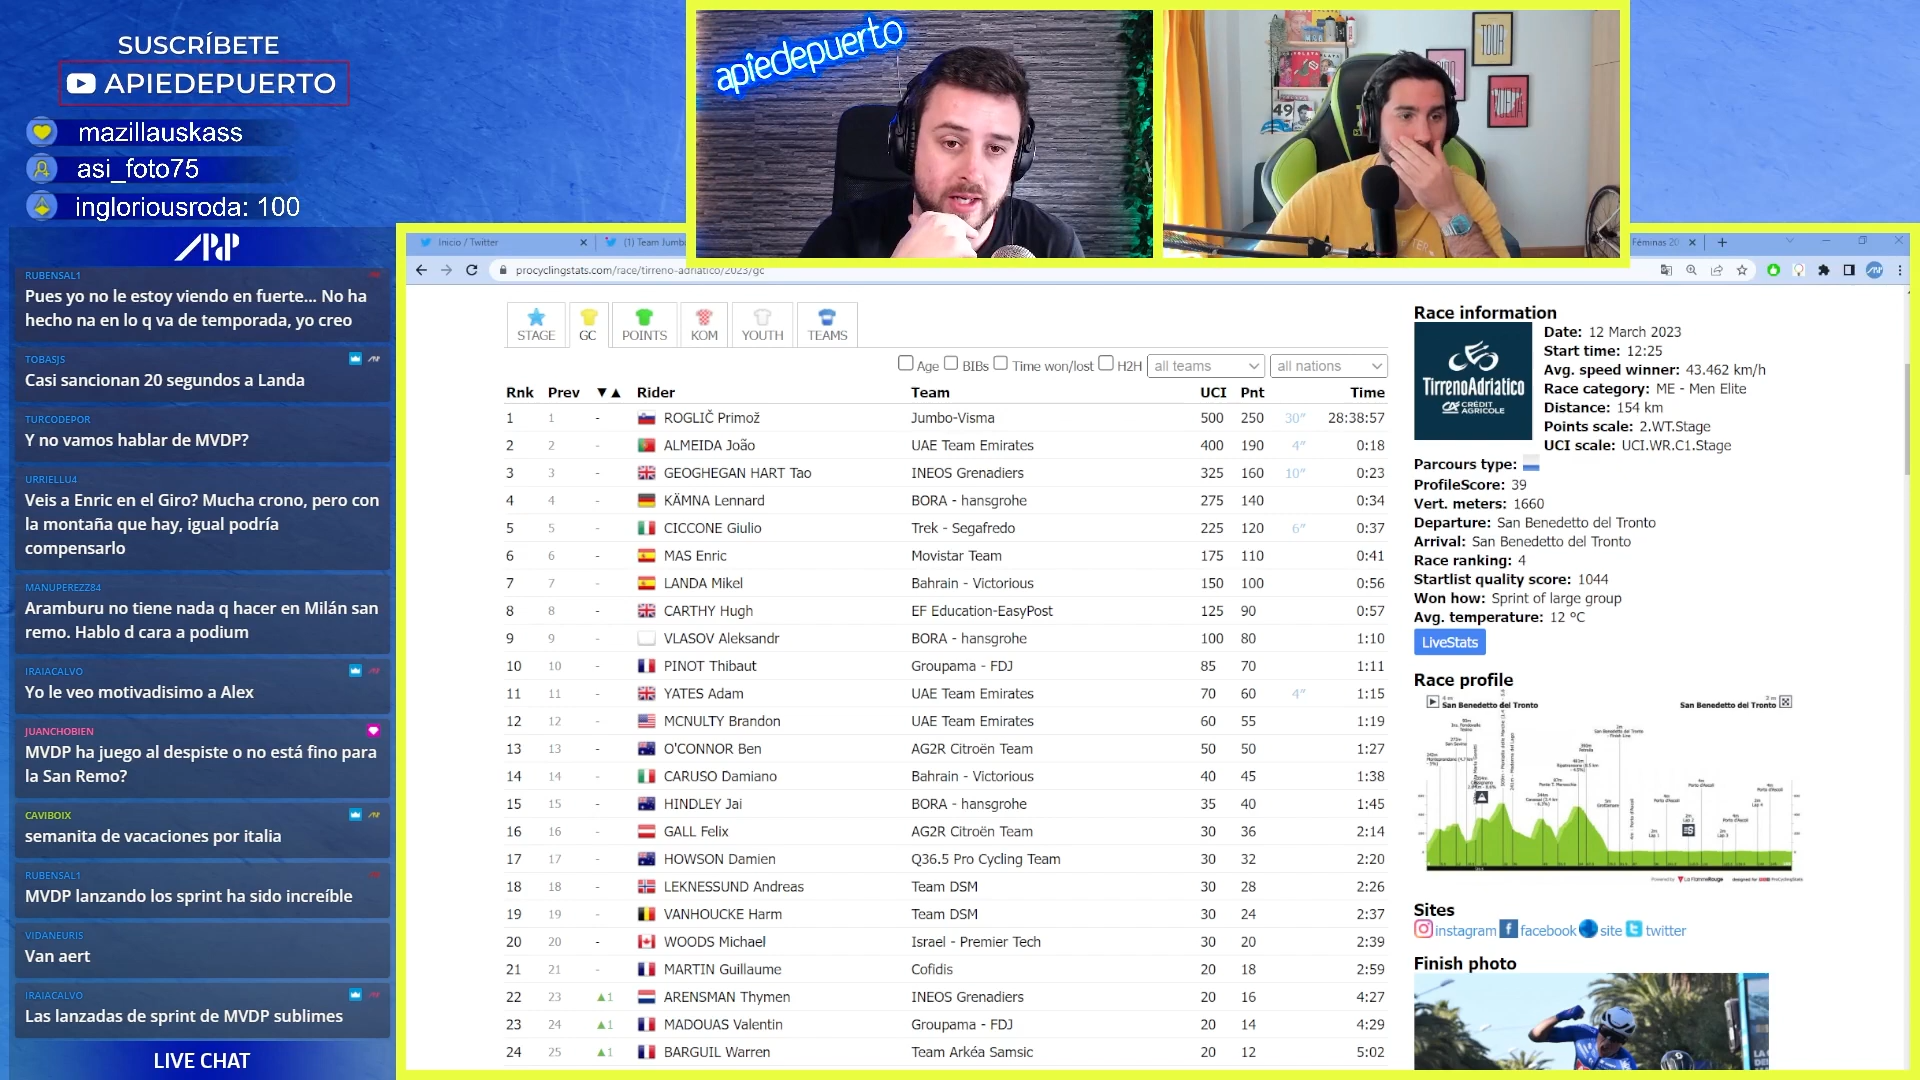 SUSCRÍBETE
APIEDEPUERTO
mazillauskass
asi_foto75
ingloriousroda: 100
RUBENSAL1
Pues yo no le estoy viendo en fuerte... No ha
hecho na en lo q va de temporada, yo creo
TOBASJS
Casi sancionan 20 segundos a Landa
TURCODEPOR
Y no vamos hablar de MVDP?
URRIELLU4
Veis a Enric en el Giro? Mucha crono, pero con
la montaña que hay, igual podría
compensarlo
MANUPEREZZ84
Aramburu no tiene nada q hacer en Milán san
remo. Hablo d cara a podium
IRAIACALVO
Yo le veo motivadisimo a Alex
JUANCHOBIEN
MVDP ha juego al despiste o no está fino para
la San Remo?
CAVIBOIX
semanita de vacaciones por italia
RUBENSAL1
MVDP lanzando los sprint ha sido increíble
VIDANEURIS
Van aert
IRAIACALVO
Las lanzadas de sprint de MVDP sublimes
LIVE CHAT
apiedepuerto
TOUR
49
Inicio / Twitter
(1) Team Jumb
Féminas 20
procyclingstats.com/race/tirreno-adriatico/2023/gc
STAGE GC POINTS KOM YOUTH TEAMS
Age BIBs Time won/lost H2H all teams all nations
Rnk Prev ▼▲ Rider Team UCI Pnt Time
1 1 - ROGLIČ Primož Jumbo-Visma 500 250 30″ 28:38:57
2 2 - ALMEIDA João UAE Team Emirates 400 190 4″ 0:18
3 3 - GEOGHEGAN HART Tao INEOS Grenadiers 325 160 10″ 0:23
4 4 - KÄMNA Lennard BORA - hansgrohe 275 140 0:34
5 5 - CICCONE Giulio Trek - Segafredo 225 120 6″ 0:37
6 6 - MAS Enric Movistar Team 175 110 0:41
7 7 - LANDA Mikel Bahrain - Victorious 150 100 0:56
8 8 - CARTHY Hugh EF Education-EasyPost 125 90 0:57
9 9 - VLASOV Aleksandr BORA - hansgrohe 100 80 1:10
10 10 - PINOT Thibaut Groupama - FDJ 85 70 1:11
11 11 - YATES Adam UAE Team Emirates 70 60 4″ 1:15
12 12 - MCNULTY Brandon UAE Team Emirates 60 55 1:19
13 13 - O'CONNOR Ben AG2R Citroën Team 50 50 1:27
14 14 - CARUSO Damiano Bahrain - Victorious 40 45 1:38
15 15 - HINDLEY Jai BORA - hansgrohe 35 40 1:45
16 16 - GALL Felix AG2R Citroën Team 30 36 2:14
17 17 - HOWSON Damien Q36.5 Pro Cycling Team 30 32 2:20
18 18 - LEKNESSUND Andreas Team DSM 30 28 2:26
19 19 - VANHOUCKE Harm Team DSM 30 24 2:37
20 20 - WOODS Michael Israel - Premier Tech 30 20 2:39
21 21 - MARTIN Guillaume Cofidis 20 18 2:59
22 23 ▲1 ARENSMAN Thymen INEOS Grenadiers 20 16 4:27
23 24 ▲1 MADOUAS Valentin Groupama - FDJ 20 14 4:29
24 25 ▲1 BARGUIL Warren Team Arkéa Samsic 20 12 5:02
Race information
TirrenoAdriatico
CRÉDIT
AGRICOLE
Date: 12 March 2023
Start time: 12:25
Avg. speed winner: 43.462 km/h
Race category: ME - Men Elite
Distance: 154 km
Points scale: 2.WT.Stage
UCI scale: UCI.WR.C1.Stage
Parcours type:
ProfileScore: 39
Vert. meters: 1660
Departure: San Benedetto del Tronto
Arrival: San Benedetto del Tronto
Race ranking: 4
Startlist quality score: 1044
Won how: Sprint of large group
Avg. temperature: 12 °C
LiveStats
Race profile
San Benedetto del Tronto
San Benedetto del Tronto
Sites
instagram facebook site twitter
Finish photo